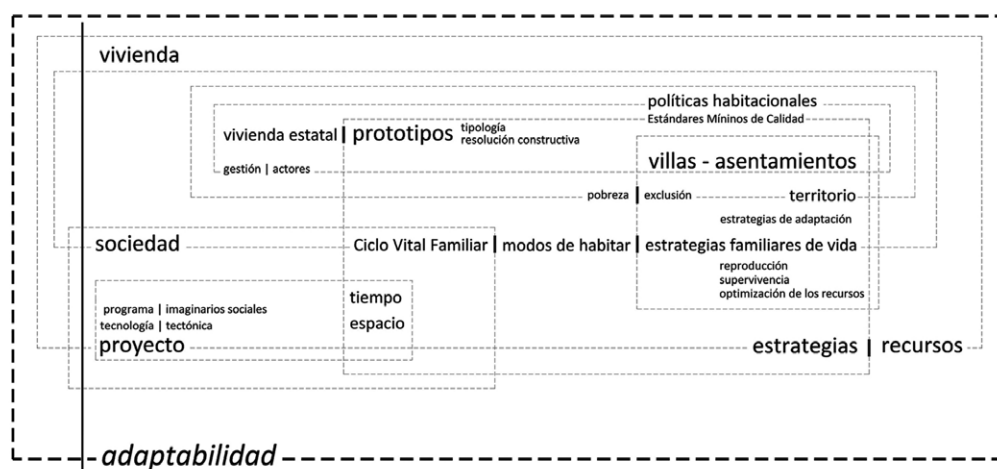 vivienda
políticas habitacionales
Estándares Míninos de Calidad
vivienda estatal | prototipos tipología
resolución constructiva
villas - asentamientos
gestión | actores
pobreza | exclusión territorio
estrategias de adaptación
sociedad Ciclo Vital Familiar | modos de habitar | estrategias familiares de vida
reproducción
supervivencia
optimización de los recursos
tiempo
programa | imaginarios sociales
tecnología | tectónica espacio
proyecto estrategias | recursos
adaptabilidad